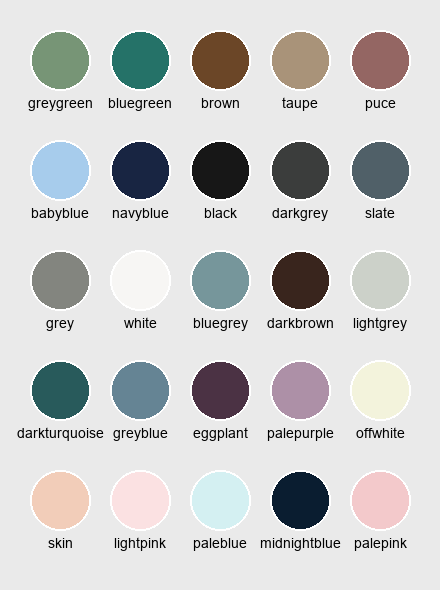 greygreen bluegreen brown taupe puce
babyblue navyblue black darkgrey slate
grey white bluegrey darkbrown lightgrey
darkturquoise greyblue eggplant palepurple offwhite
skin lightpink paleblue midnightblue palepink